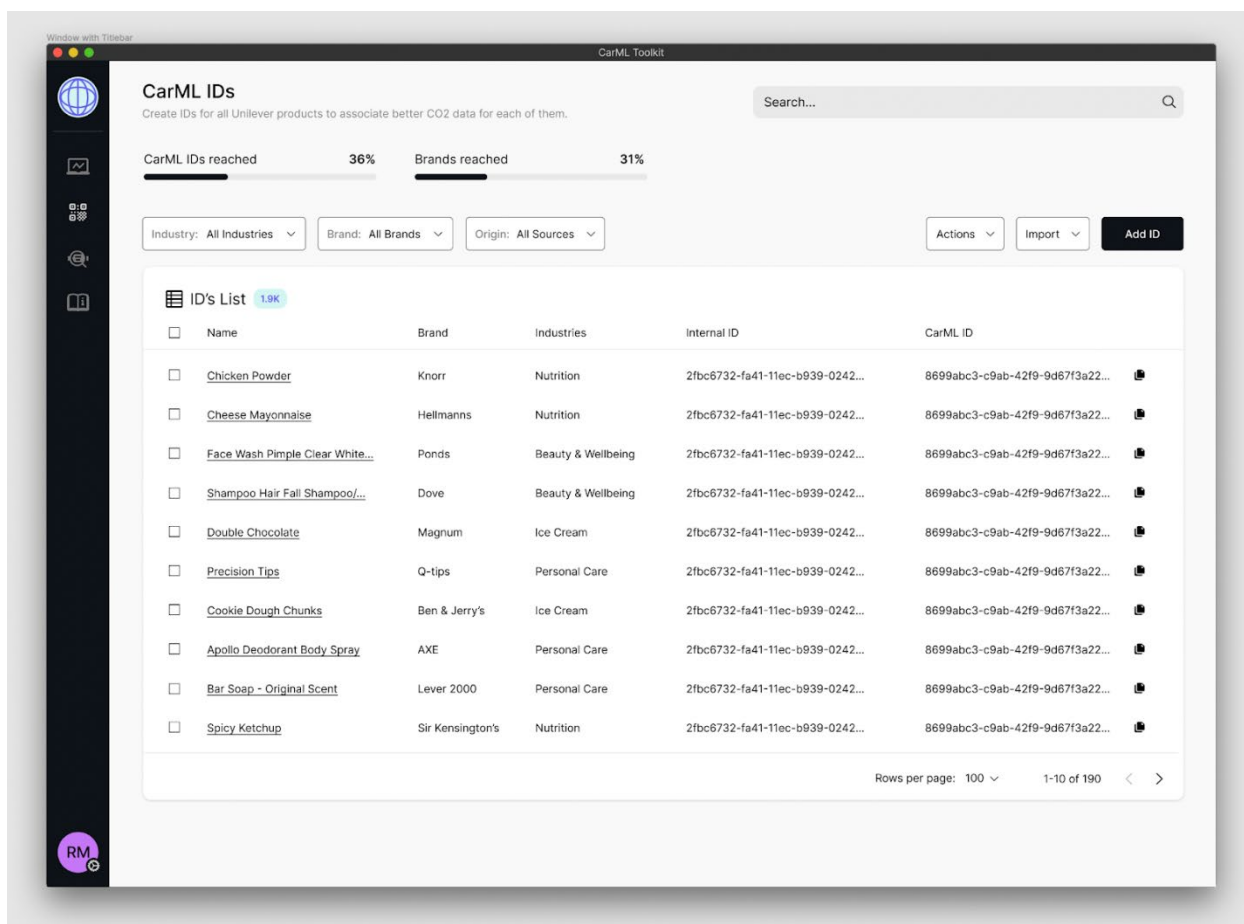 Window with Titlebar
CarML Toolkit
CarML IDs
Create IDs for all Unilever products to associate better CO2 data for each of them.
Search...
CarML IDs reached 36% Brands reached 31%
Industry: All Industries Brand: All Brands Origin: All Sources Actions Import Add ID
ID's List 1.9K
Name Brand Industries Internal ID CarML ID
Chicken Powder Knorr Nutrition 2fbc6732-fa41-11ec-b939-0242... 8699abc3-c9ab-42f9-9d67f3a22...
Cheese Mayonnaise Hellmanns Nutrition 2fbc6732-fa41-11ec-b939-0242... 8699abc3-c9ab-42f9-9d67f3a22...
Face Wash Pimple Clear White... Ponds Beauty & Wellbeing 2fbc6732-fa41-11ec-b939-0242... 8699abc3-c9ab-42f9-9d67f3a22...
Shampoo Hair Fall Shampoo/... Dove Beauty & Wellbeing 2fbc6732-fa41-11ec-b939-0242... 8699abc3-c9ab-42f9-9d67f3a22...
Double Chocolate Magnum Ice Cream 2fbc6732-fa41-11ec-b939-0242... 8699abc3-c9ab-42f9-9d67f3a22...
Precision Tips Q-tips Personal Care 2fbc6732-fa41-11ec-b939-0242... 8699abc3-c9ab-42f9-9d67f3a22...
Cookie Dough Chunks Ben & Jerry's Ice Cream 2fbc6732-fa41-11ec-b939-0242... 8699abc3-c9ab-42f9-9d67f3a22...
Apollo Deodorant Body Spray AXE Personal Care 2fbc6732-fa41-11ec-b939-0242... 8699abc3-c9ab-42f9-9d67f3a22...
Bar Soap - Original Scent Lever 2000 Personal Care 2fbc6732-fa41-11ec-b939-0242... 8699abc3-c9ab-42f9-9d67f3a22...
Spicy Ketchup Sir Kensington's Nutrition 2fbc6732-fa41-11ec-b939-0242... 8699abc3-c9ab-42f9-9d67f3a22...
Rows per page: 100 1-10 of 190
RM